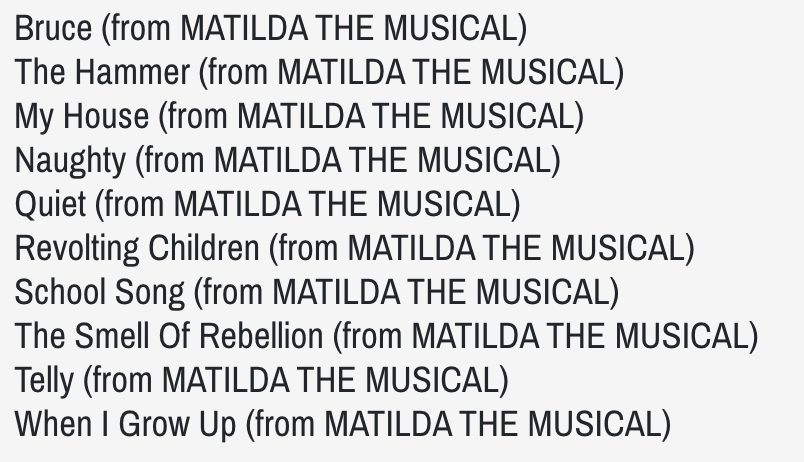 Bruce (from MATILDA THE MUSICAL)
The Hammer (from MATILDA THE MUSICAL)
My House (from MATILDA THE MUSICAL)
Naughty (from MATILDA THE MUSICAL)
Quiet (from MATILDA THE MUSICAL)
Revolting Children (from MATILDA THE MUSICAL)
School Song (from MATILDA THE MUSICAL)
The Smell Of Rebellion (from MATILDA THE MUSICAL)
Telly (from MATILDA THE MUSICAL)
When I Grow Up (from MATILDA THE MUSICAL)